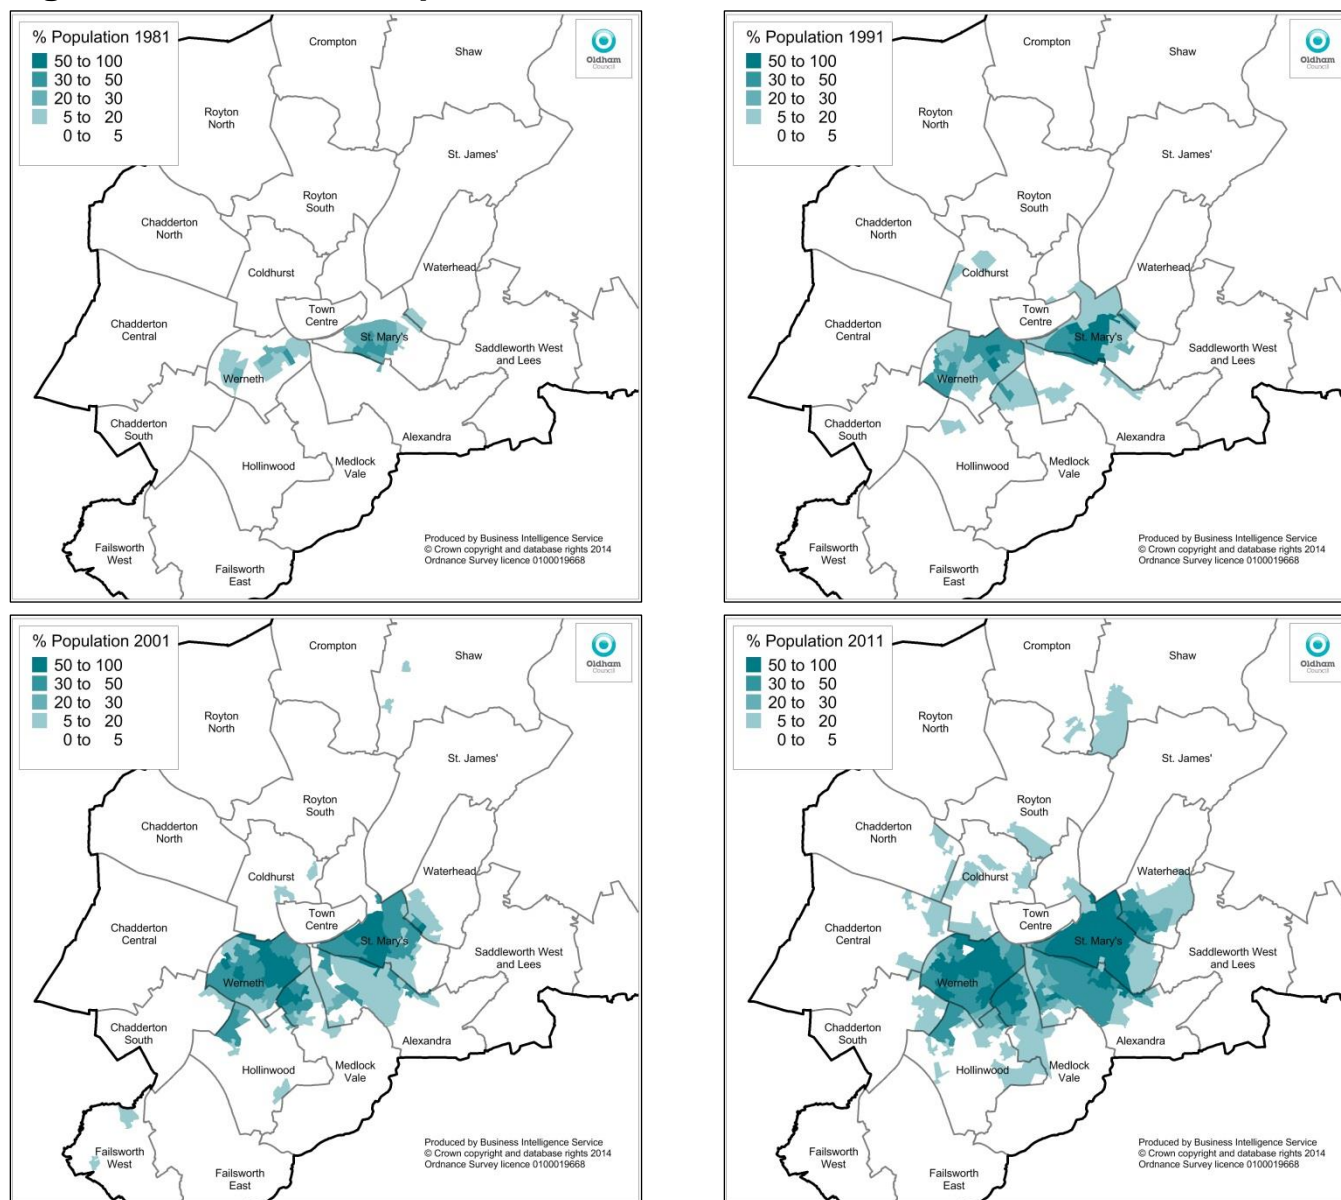 % Population 1981
50 to 100
30 to 50
20 to 30
5 to 20
0 to 5
Oldham
Council
Crompton
Shaw
Royton
North
St. James'
Royton
South
Chadderton
North
Coldhurst
Waterhead
Town
Centre
Chadderton
Central
St. Mary's
Saddleworth West
and Lees
Werneth
Chadderton
South
Alexandra
Hollinwood
Medlock
Vale
Failsworth
West
Failsworth
East
Produced by Business Intelligence Service
© Crown copyright and database rights 2014
Ordnance Survey licence 0100019668
% Population 1991
50 to 100
30 to 50
20 to 30
5 to 20
0 to 5
Oldham
Council
Crompton
Shaw
Royton
North
St. James'
Royton
South
Chadderton
North
Coldhurst
Waterhead
Town
Centre
Chadderton
Central
St. Mary's
Saddleworth West
and Lees
Werneth
Chadderton
South
Alexandra
Hollinwood
Medlock
Vale
Failsworth
West
Failsworth
East
Produced by Business Intelligence Service
© Crown copyright and database rights 2014
Ordnance Survey licence 0100019668
% Population 2001
50 to 100
30 to 50
20 to 30
5 to 20
0 to 5
Oldham
Council
Crompton
Shaw
Royton
North
St. James'
Royton
South
Chadderton
North
Coldhurst
Waterhead
Town
Centre
Chadderton
Central
St. Mary's
Saddleworth West
and Lees
Werneth
Chadderton
South
Alexandra
Hollinwood
Medlock
Vale
Failsworth
West
Failsworth
East
Produced by Business Intelligence Service
© Crown copyright and database rights 2014
Ordnance Survey licence 0100019668
% Population 2011
50 to 100
30 to 50
20 to 30
5 to 20
0 to 5
Oldham
Council
Crompton
Shaw
Royton
North
St. James'
Royton
South
Chadderton
North
Coldhurst
Waterhead
Town
Centre
Chadderton
Central
St. Mary's
Saddleworth West
and Lees
Werneth
Chadderton
South
Alexandra
Hollinwood
Medlock
Vale
Failsworth
West
Failsworth
East
Produced by Business Intelligence Service
© Crown copyright and database rights 2014
Ordnance Survey licence 0100019668